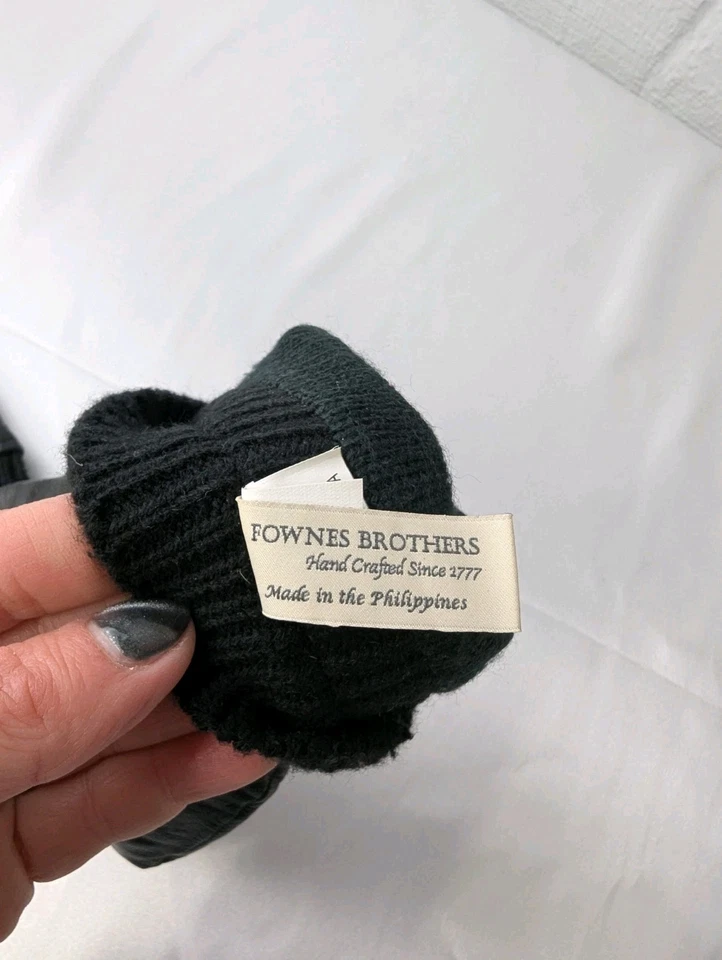 FOWNES BROTHERS
Hand Crafted Since 1777
Made in the Philippines